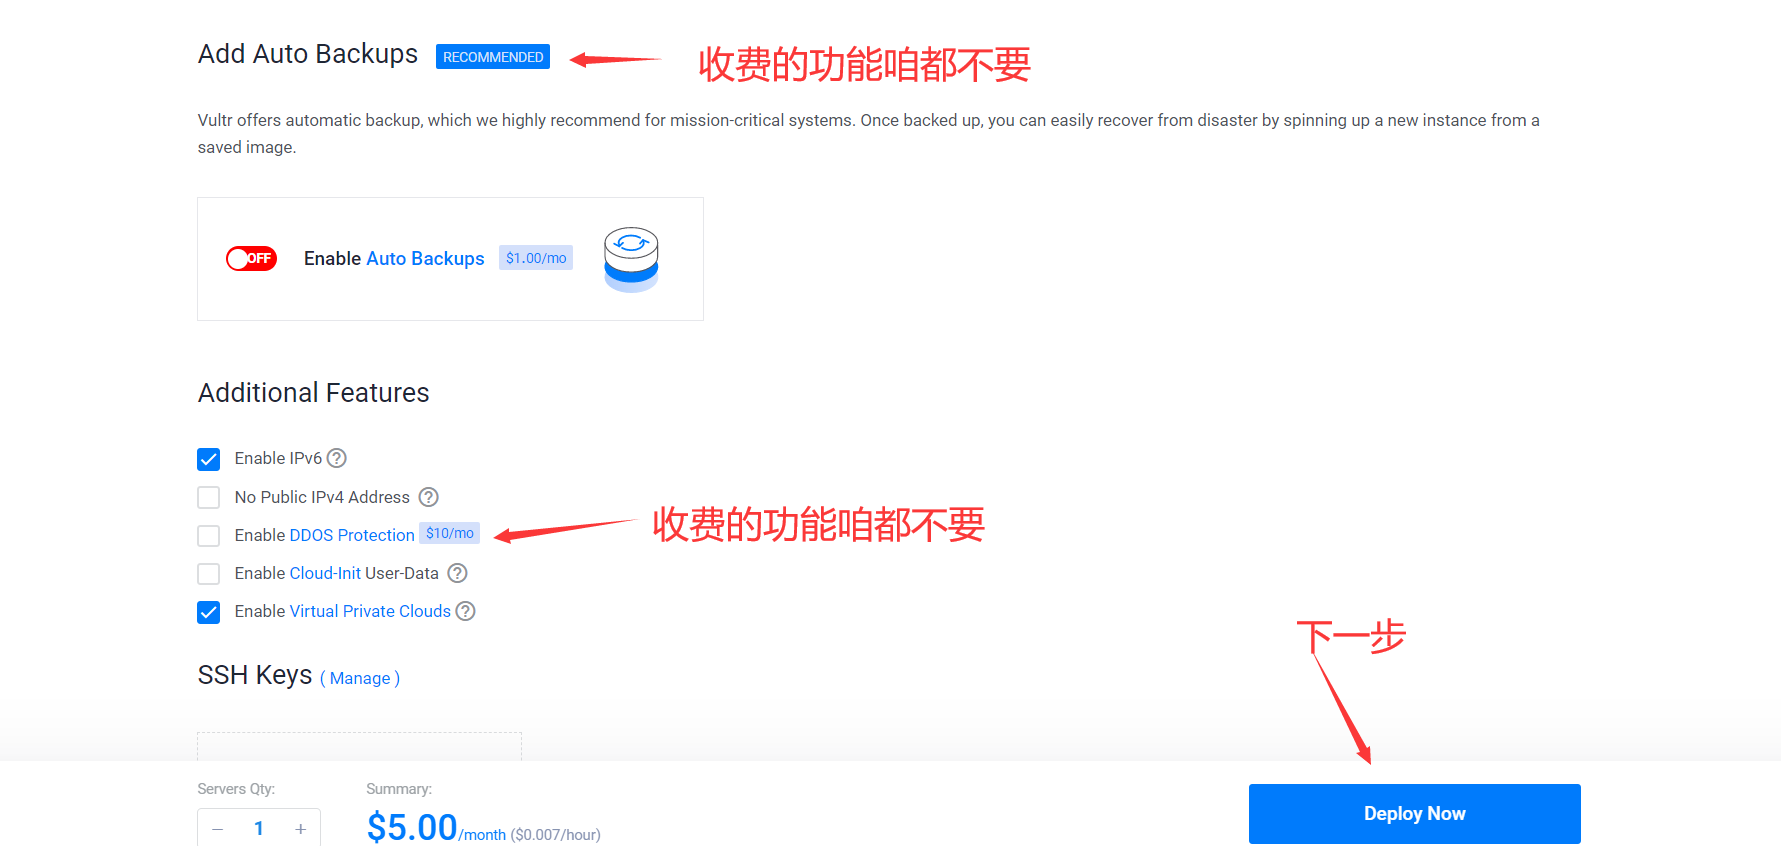 Add Auto Backups RECOMMENDED 收费的功能咱都不要
Vultr offers automatic backup, which we highly recommend for mission-critical systems. Once backed up, you can easily recover from disaster by spinning up a new instance from a
saved image.
OFF Enable Auto Backups $1.00/mo
Additional Features
Enable IPv6 ?
No Public IPv4 Address ?
Enable DDOS Protection $10/mo 收费的功能咱都不要
Enable Cloud-Init User-Data ?
Enable Virtual Private Clouds ?
下一步
SSH Keys ( Manage )
Servers Qty: Summary:
− 1 + $5.00/month ($0.007/hour)
Deploy Now